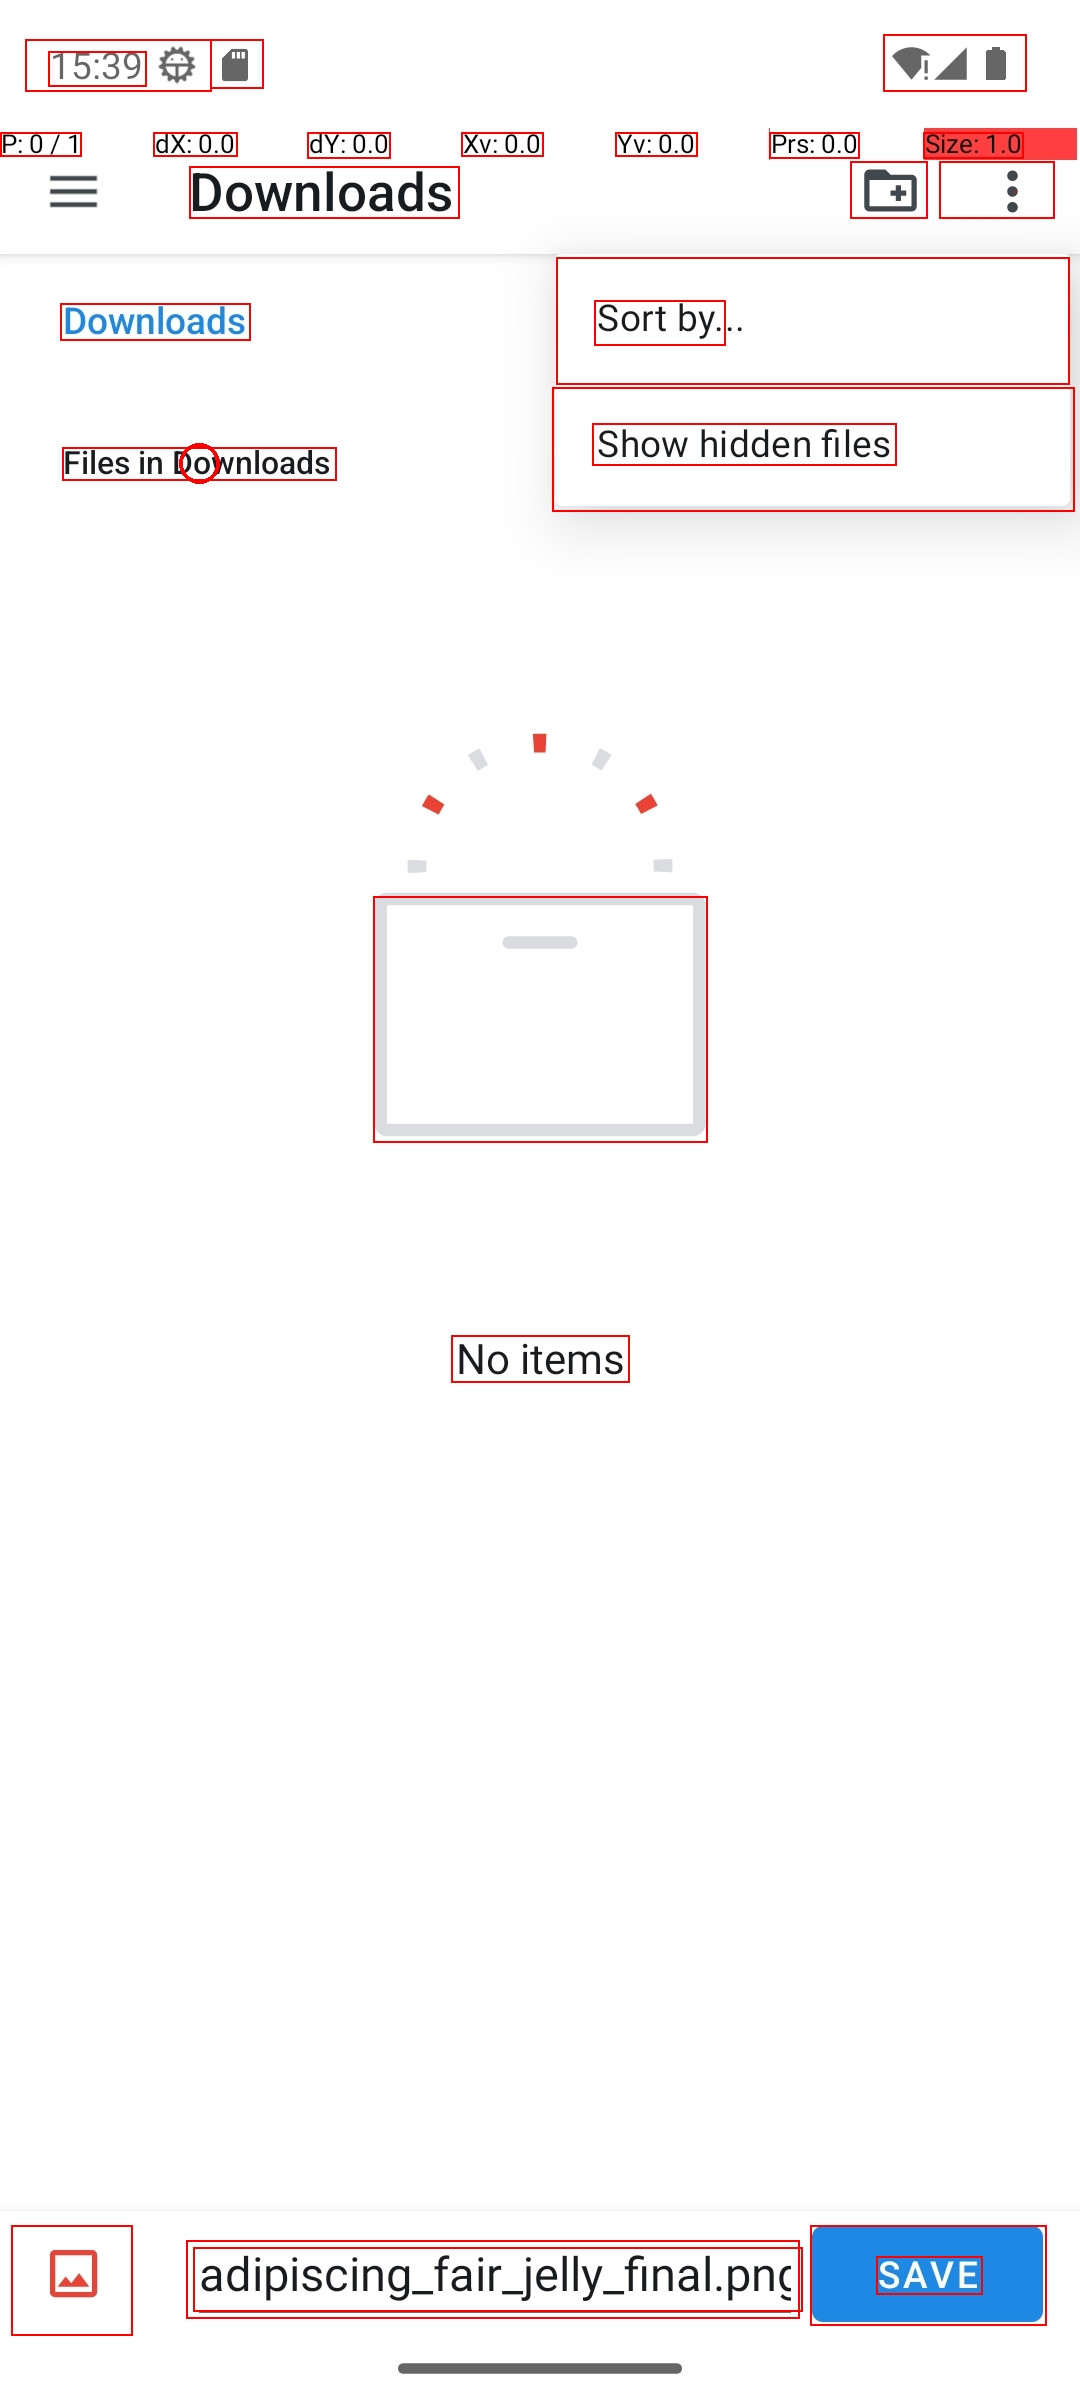 15:39
P: 0 / 1 dX: 0.0 dY: 0.0 Xv: 0.0 Yv: 0.0 Prs: 0.0 Size: 1.0
Downloads
Downloads
Sort by...
Show hidden files
Files in Downloads
No items
adipiscing_fair_jelly_final.png
SAVE